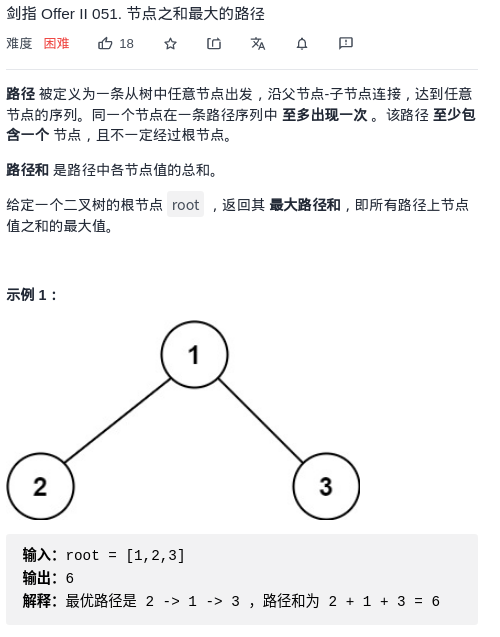 剑指 Offer II 051. 节点之和最大的路径
难度 困难 18
路径 被定义为一条从树中任意节点出发，沿父节点-子节点连接，达到任意
节点的序列。同一个节点在一条路径序列中 至多出现一次 。该路径 至少包
含一个 节点，且不一定经过根节点。
路径和 是路径中各节点值的总和。
给定一个二叉树的根节点 root ，返回其 最大路径和，即所有路径上节点
值之和的最大值。
示例 1：
1
2 3
输入：root = [1,2,3]
输出：6
解释：最优路径是 2 -> 1 -> 3 ，路径和为 2 + 1 + 3 = 6